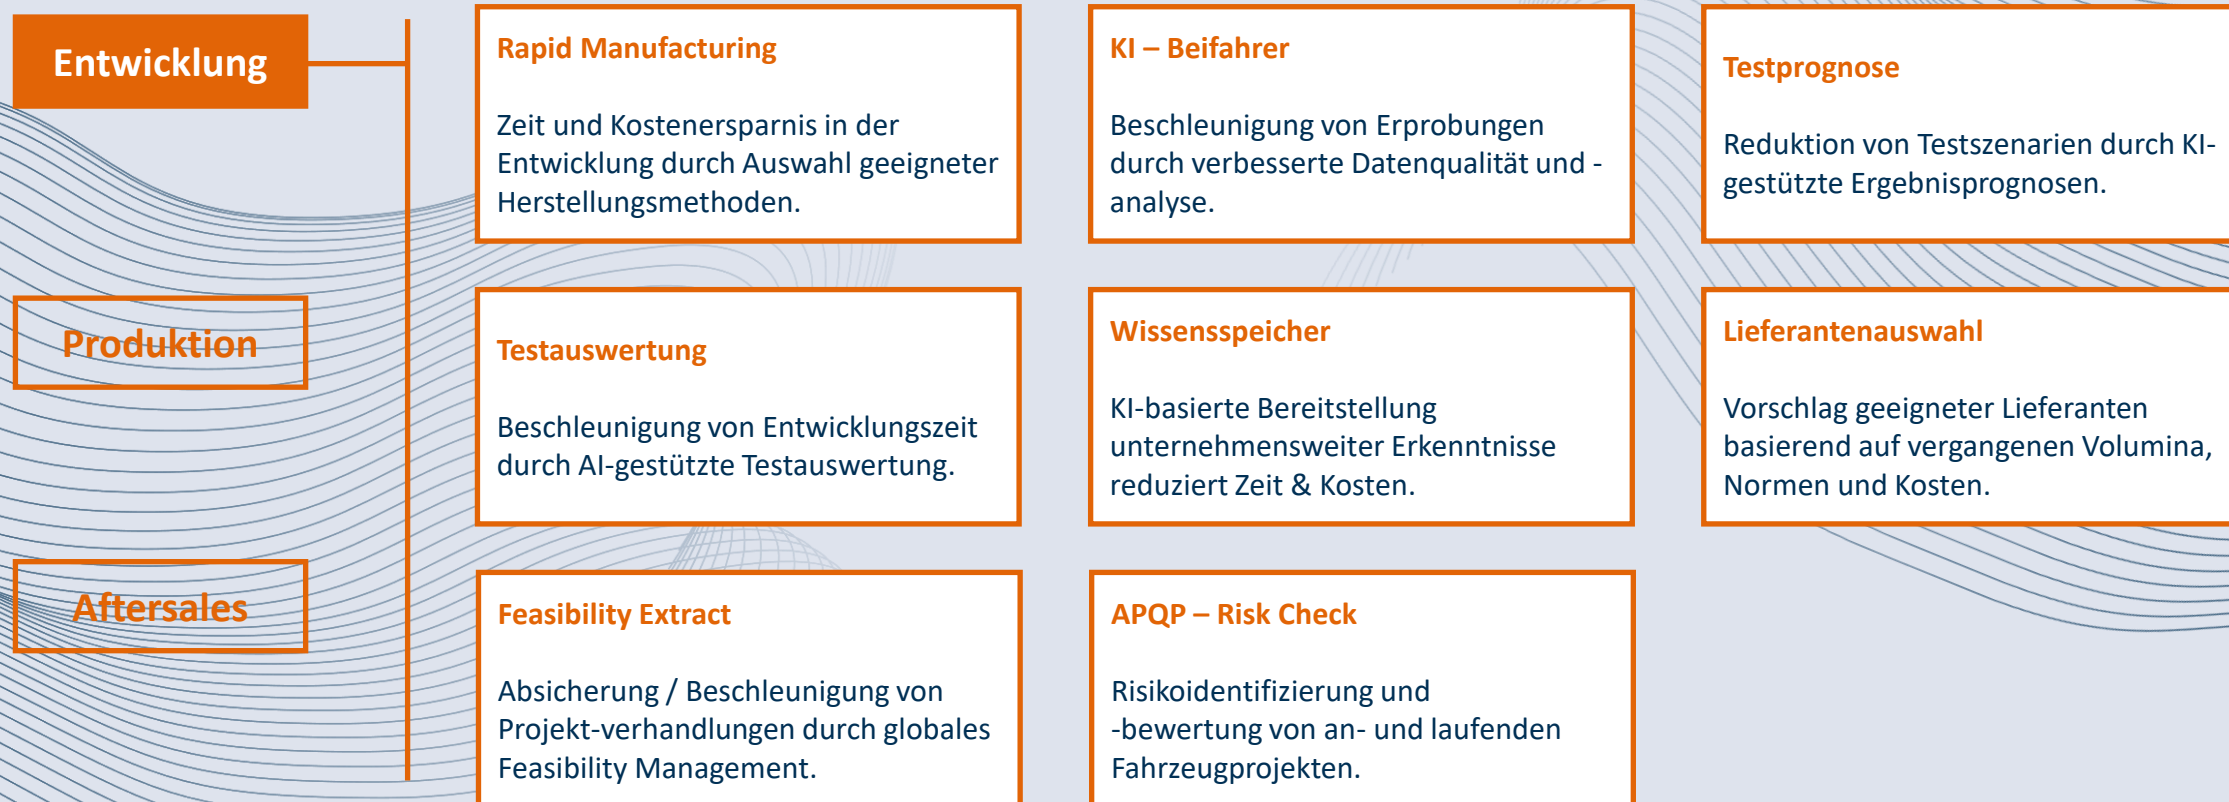 Entwicklung
Produktion
Aftersales
Rapid Manufacturing
Zeit und Kostenersparnis in der
Entwicklung durch Auswahl geeigneter
Herstellungsmethoden.
KI – Beifahrer
Beschleunigung von Erprobungen
durch verbesserte Datenqualität und -
analyse.
Testprognose
Reduktion von Testszenarien durch KI-
gestützte Ergebnisprognosen.
Testauswertung
Beschleunigung von Entwicklungszeit
durch AI-gestützte Testauswertung.
Wissensspeicher
KI-basierte Bereitstellung
unternehmensweiter Erkenntnisse
reduziert Zeit & Kosten.
Lieferantenauswahl
Vorschlag geeigneter Lieferanten
basierend auf vergangenen Volumina,
Normen und Kosten.
Feasibility Extract
Absicherung / Beschleunigung von
Projekt-verhandlungen durch globales
Feasibility Management.
APQP – Risk Check
Risikoidentifizierung und
-bewertung von an- und laufenden
Fahrzeugprojekten.